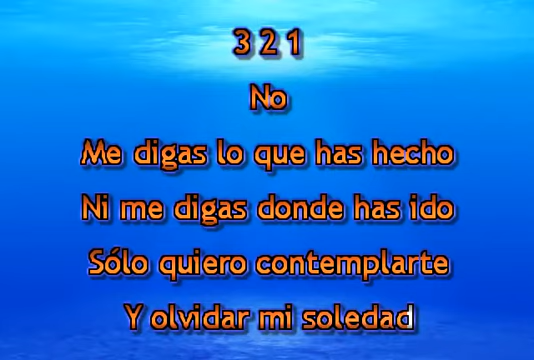 3 2 1
No
Me digas lo que has hecho
Ni me digas donde has ido
Sólo quiero contemplarte
Y olvidar mi soledad